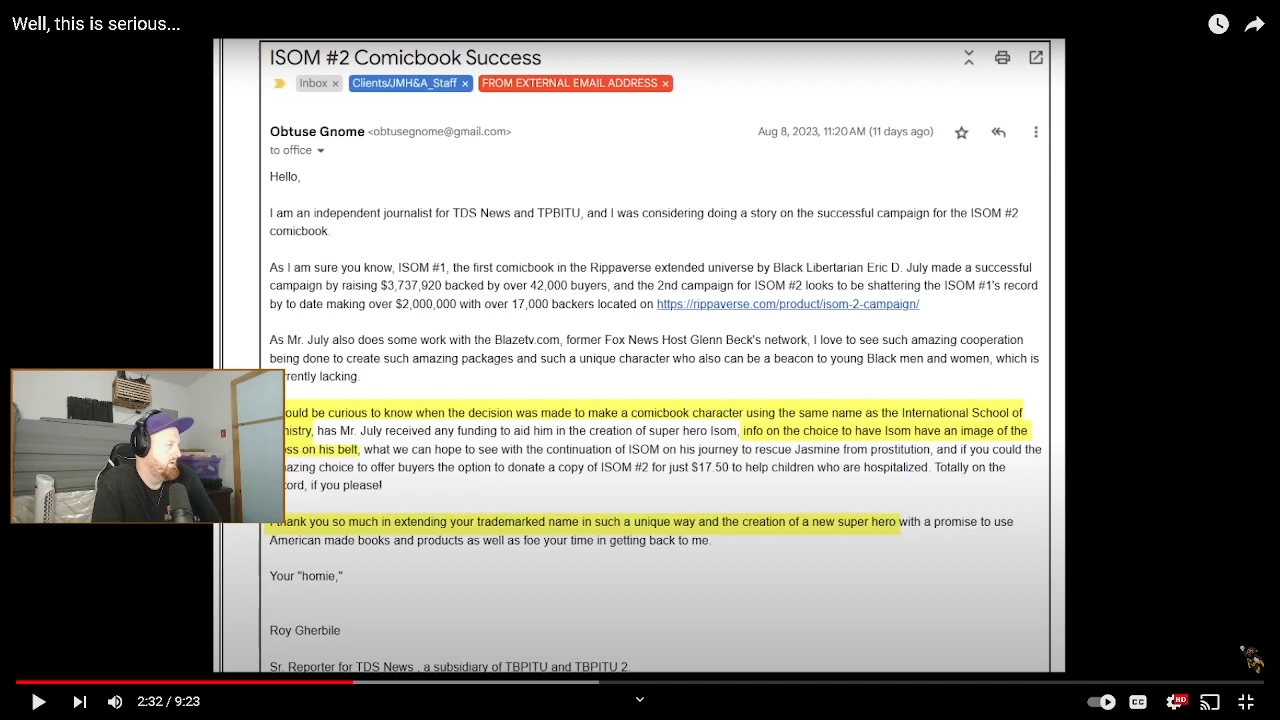 Well, this is serious...
ISOM #2 Comicbook Success
Inbox x Clients/JMH&A_Staff x FROM EXTERNAL EMAIL ADDRESS x
Obtuse Gnome <obtusegnome@gmail.com> Aug 8, 2023, 11:20 AM (11 days ago)
to office
Hello,
I am an independent journalist for TDS News and TPBITU, and I was considering doing a story on the successful campaign for the ISOM #2
comicbook.
As I am sure you know, ISOM #1, the first comicbook in the Rippaverse extended universe by Black Libertarian Eric D. July made a successful
campaign by raising $3,737,920 backed by over 42,000 buyers, and the 2nd campaign for ISOM #2 looks to be shattering the ISOM #1's record
by to date making over $2,000,000 with over 17,000 backers located on https://rippaverse.com/product/isom-2-campaign/
As Mr. July also does some work with the Blazetv.com, former Fox News Host Glenn Beck's network, I love to see such amazing cooperation
being done to create such amazing packages and such a unique character who also can be a beacon to young Black men and women, which is
rrently lacking.
ould be curious to know when the decision was made to make a comicbook character using the same name as the International School of
nistry, has Mr. July received any funding to aid him in the creation of super hero Isom, info on the choice to have Isom have an image of the
oss on his belt, what we can hope to see with the continuation of ISOM on his journey to rescue Jasmine from prostitution, and if you could the
azing choice to offer buyers the option to donate a copy of ISOM #2 for just $17.50 to help children who are hospitalized. Totally on the
ord, if you please!
I thank you so much in extending your trademarked name in such a unique way and the creation of a new super hero with a promise to use
American made books and products as well as foe your time in getting back to me.
Your "homie,"
Roy Gherbile
Sr. Reporter for TDS News , a subsidiary of TBPITU and TBPITU 2.
2:32 / 9:23 CC HD